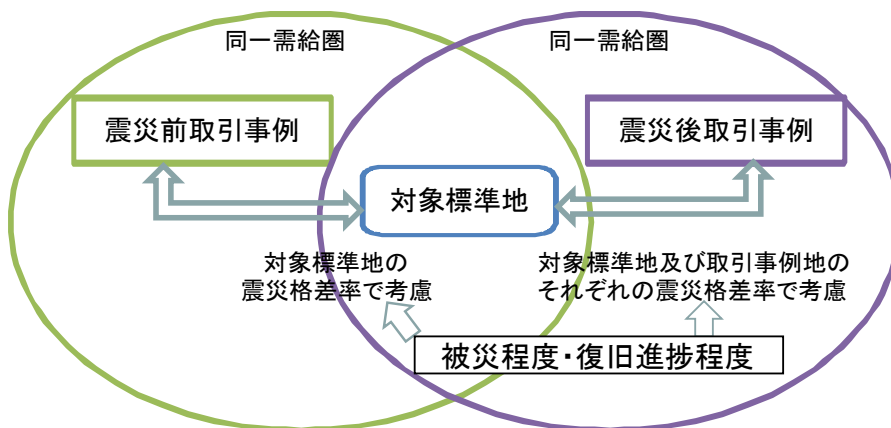 同一需給圏
同一需給圏
震災前取引事例
震災後取引事例
対象標準地
対象標準地の
震災格差率で考慮
対象標準地及び取引事例地の
それぞれの震災格差率で考慮
被災程度・復旧進捗程度